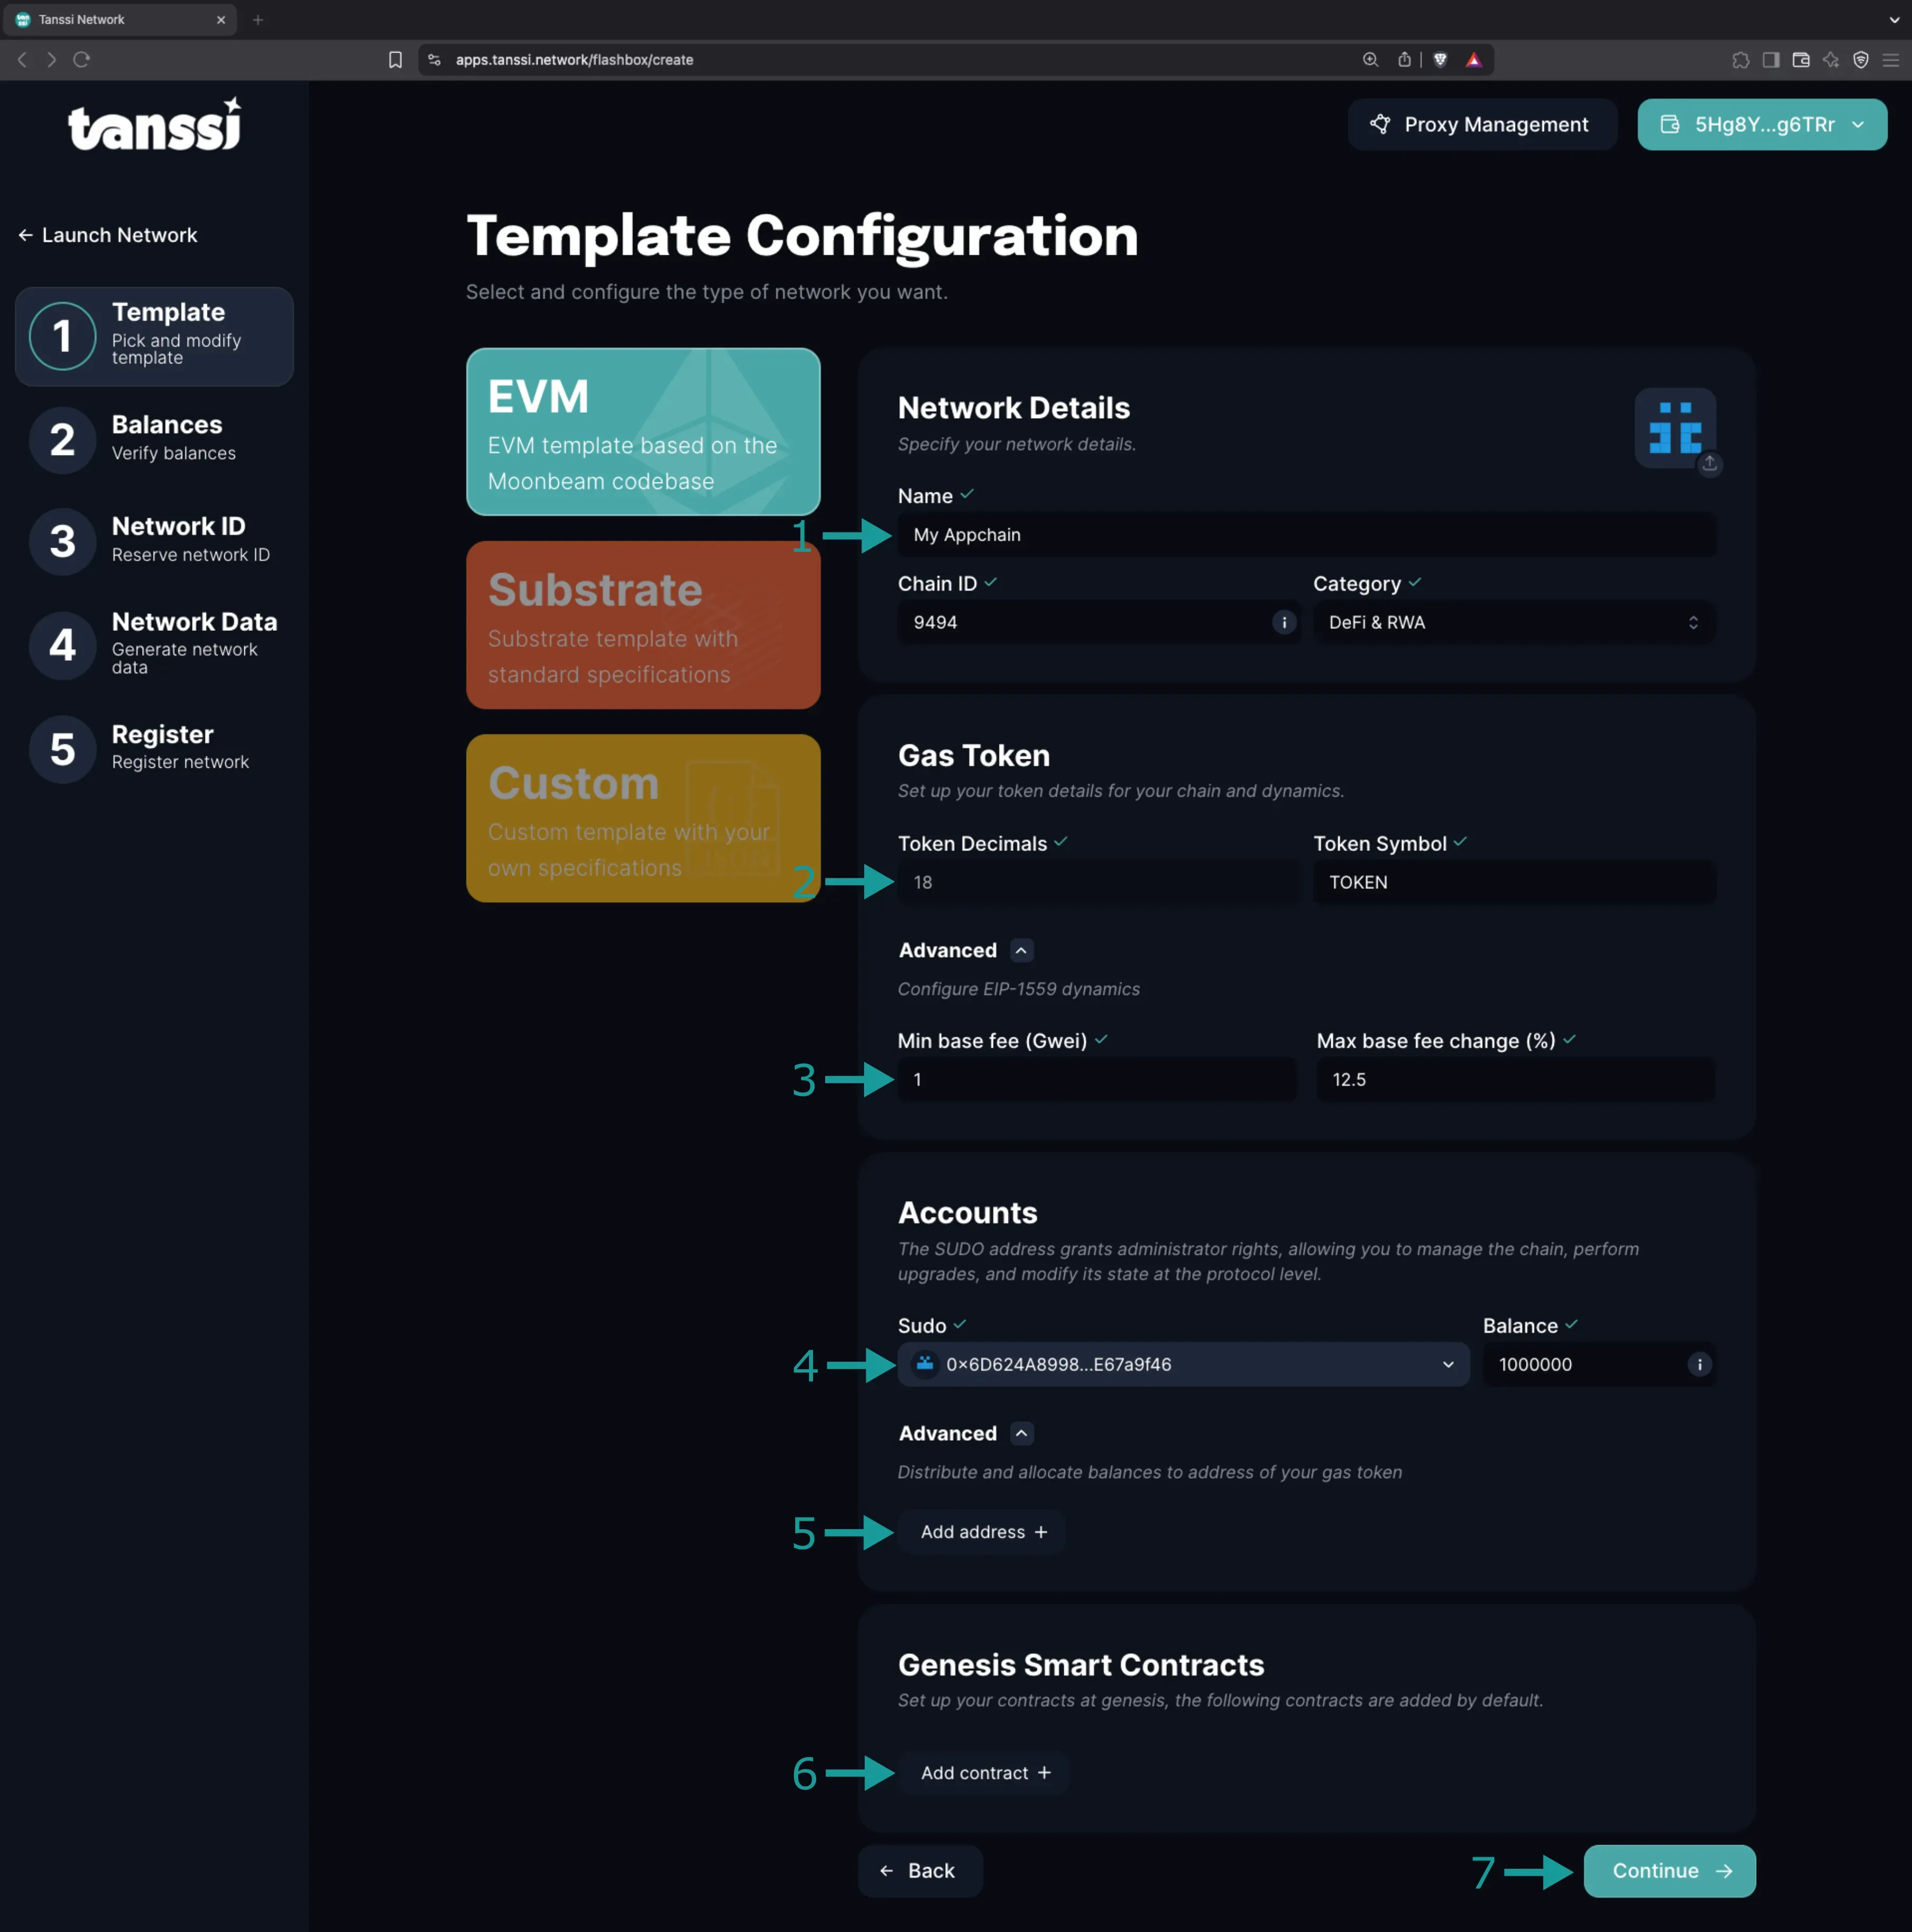 Tanssi Network
apps.tanssi.network/flashbox/create
tanssi
Proxy Management
5Hg8Y...g6TRr
← Launch Network
1
Template
Pick and modify
template
2
Balances
Verify balances
3
Network ID
Reserve network ID
4
Network Data
Generate network
data
5
Register
Register network
Template Configuration
Select and configure the type of network you want.
EVM
EVM template based on the
Moonbeam codebase
Substrate
Substrate template with
standard specifications
Custom
Custom template with your
own specifications
JSON
Network Details
Specify your network details.
Name
1
My Appchain
Chain ID
Category
9494
i
DeFi & RWA
Gas Token
Set up your token details for your chain and dynamics.
Token Decimals
Token Symbol
2
18
TOKEN
Advanced
Configure EIP-1559 dynamics
Min base fee (Gwei)
Max base fee change (%)
3
1
12.5
Accounts
The SUDO address grants administrator rights, allowing you to manage the chain, perform
upgrades, and modify its state at the protocol level.
Sudo
Balance
4
0x6D624A8998...E67a9f46
1000000
i
Advanced
Distribute and allocate balances to address of your gas token
5
Add address +
Genesis Smart Contracts
Set up your contracts at genesis, the following contracts are added by default.
6
Add contract +
← Back
7
Continue →